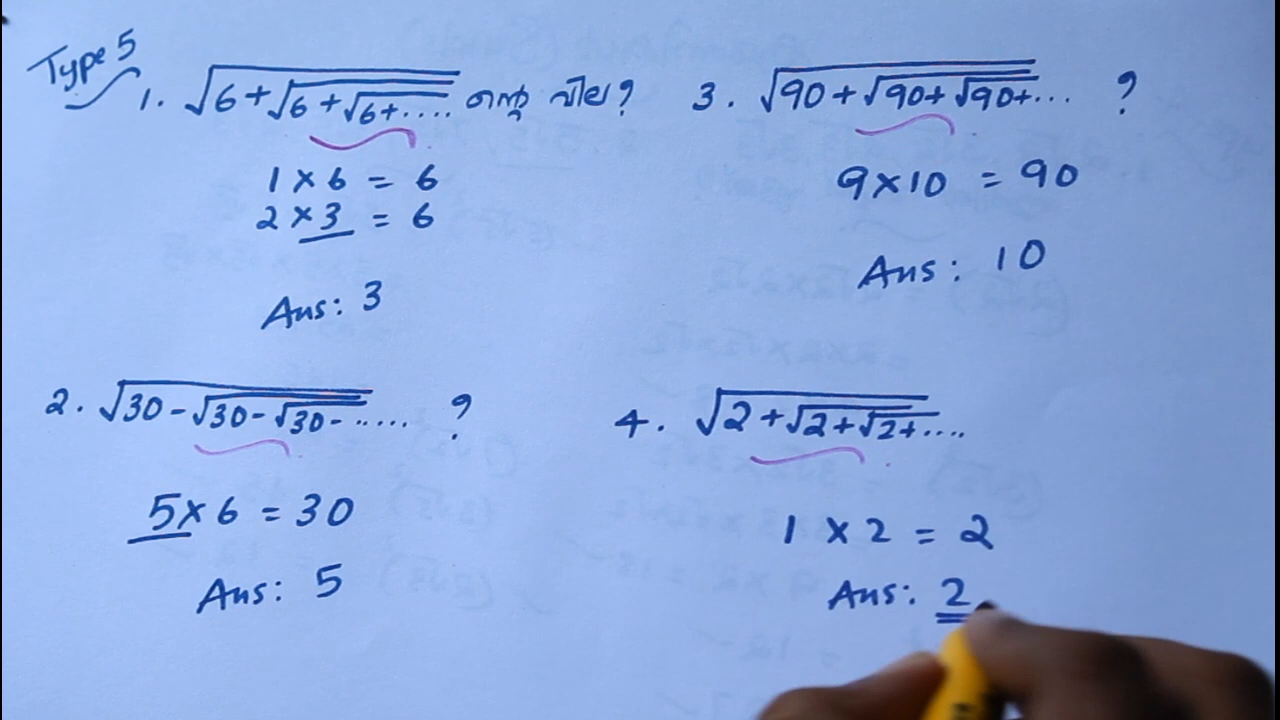 Type 5
1. √6+√6+√6+.... ന്റെ വില?
1 × 6 = 6
2 × 3 = 6
Ans: 3
2. √30-√30-√30-..... ?
5 × 6 = 30
Ans: 5
3. √90+√90+√90+... ?
9 × 10 = 90
Ans: 10
4. √2+√2+√2+....
1 × 2 = 2
Ans: 2